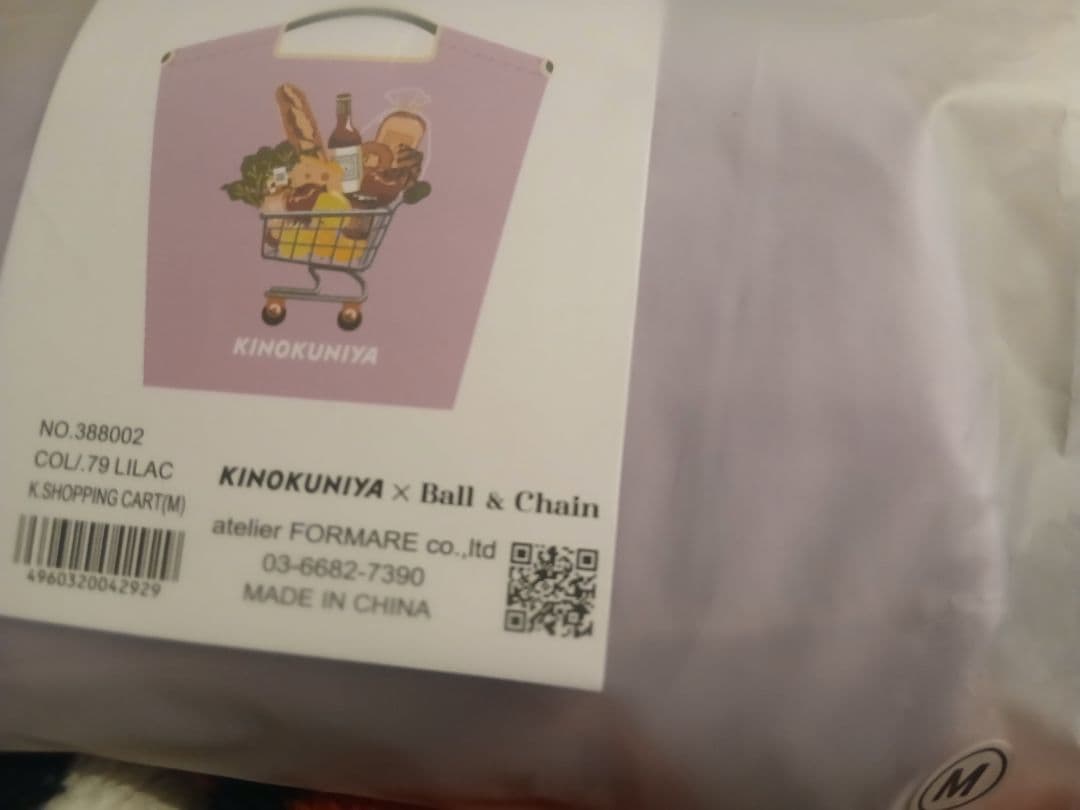 KINOKUNIYA
NO.388002
COL/.79 LILAC
K.SHOPPING CART(M)
4960320042929
KINOKUNIYA × Ball & Chain
atelier FORMARE co.,ltd
03-6682-7390
MADE IN CHINA
M